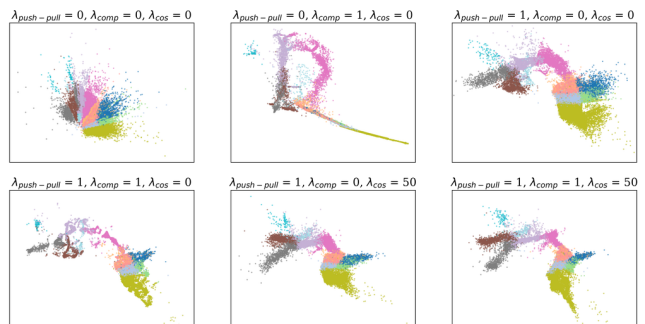 λpush−pull = 0, λcomp = 0, λcos = 0
λpush−pull = 0, λcomp = 1, λcos = 0
λpush−pull = 1, λcomp = 0, λcos = 0
λpush−pull = 1, λcomp = 1, λcos = 0
λpush−pull = 1, λcomp = 0, λcos = 50
λpush−pull = 1, λcomp = 1, λcos = 50